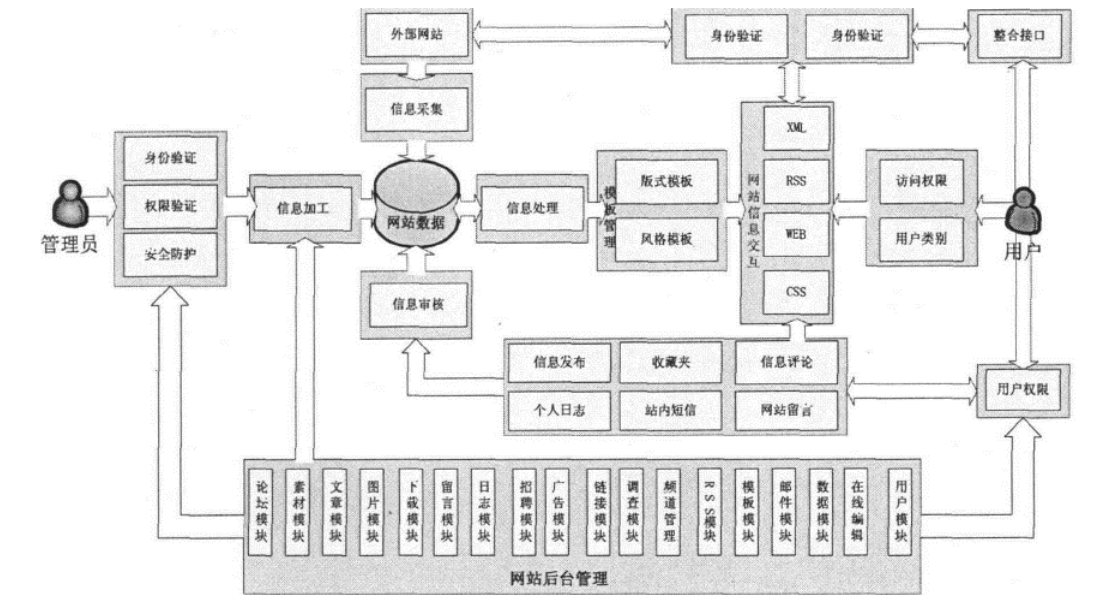 外部网站
身份验证
身份验证
整合接口
信息采集
XML
身份验证
权限验证
安全防护
管理员
信息加工
网站数据
信息处理
模板管理
版式模板
风格模板
网站信息交互
RSS
WEB
CSS
访问权限
用户类别
用户
信息审核
信息发布
收藏夹
信息评论
个人日志
站内短信
网站留言
用户权限
论坛模块
素材模块
文章模块
图片模块
下载模块
留言模块
日志模块
招聘模块
广告模块
链接模块
调查模块
频道管理
RSS模块
模板模块
邮件模块
数据模块
在线编辑
用户模块
网站后台管理